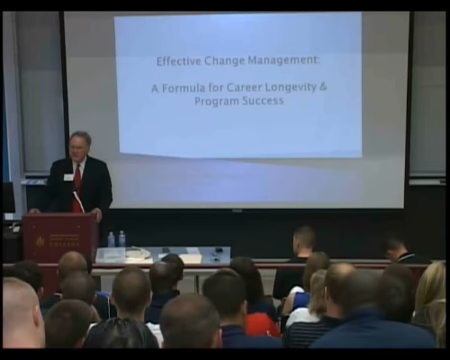 Effective Change Management:
A Formula for Career Longevity &
Program Success